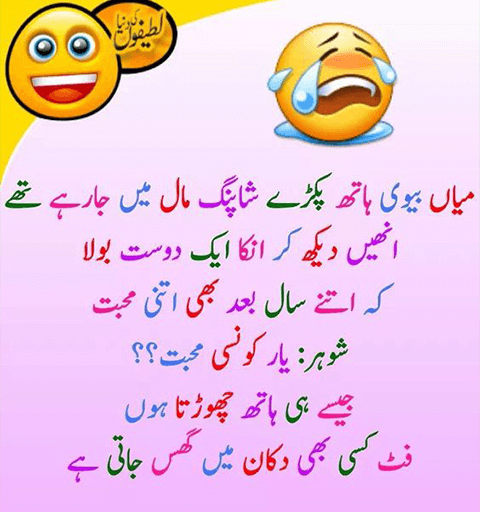 لطیفوں کی دنیا
میاں بیوی ہاتھ پکڑے شاپنگ مال میں جارہے تھے
انھیں دیکھ کر انکا ایک دوست بولا
کہ اتنے سال بعد بھی اتنی محبت
شوہر: یار کونسی محبت؟؟
جیسے ہی ہاتھ چھوڑتا ہوں
فٹ کسی بھی دکان میں گھس جاتی ہے